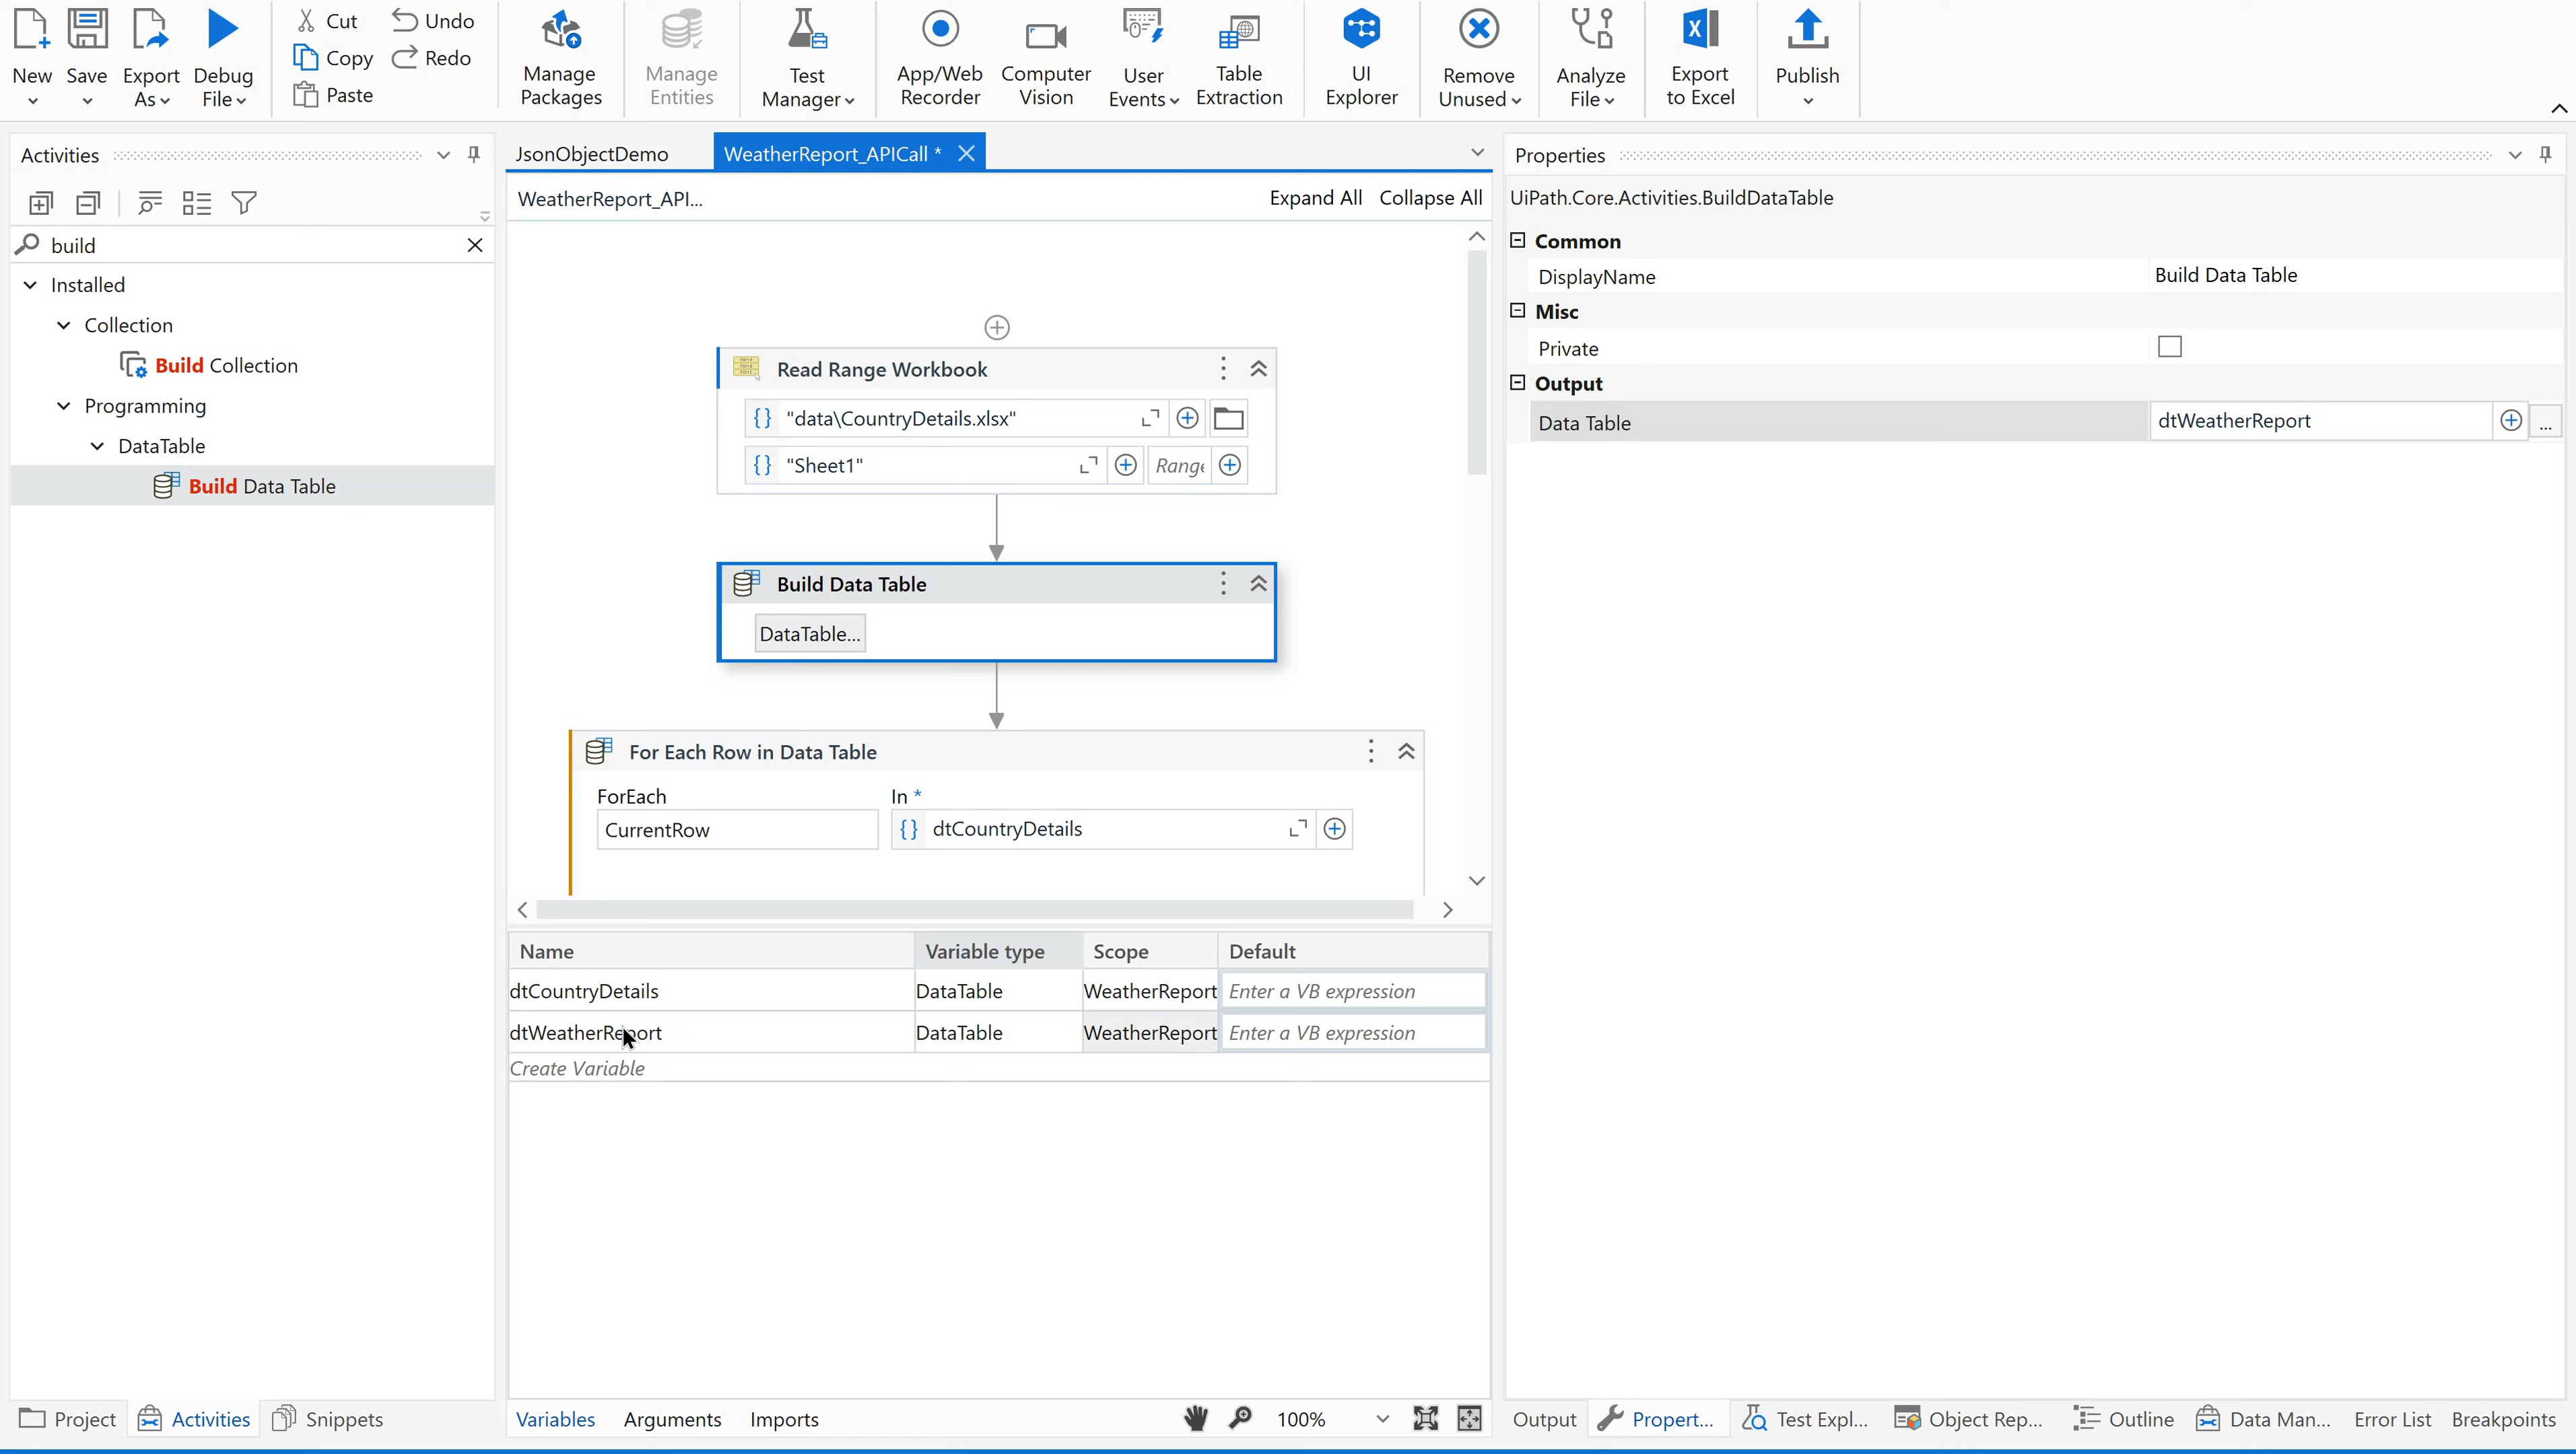 New
Save
Export
As
Debug
File
Cut
Copy
Paste
Undo
Redo
Manage
Packages
Manage
Entities
Test
Manager
App/Web
Recorder
Computer
Vision
User
Events
Table
Extraction
UI
Explorer
Remove
Unused
Analyze
File
Export
to Excel
Publish
Activities
build
Installed
Collection
Build Collection
Programming
DataTable
Build Data Table
JsonObjectDemo
WeatherReport_APICall *
WeatherReport_API...
Expand All
Collapse All
Read Range Workbook
"data\CountryDetails.xlsx"
"Sheet1"
Range
Build Data Table
DataTable...
For Each Row in Data Table
ForEach
In *
CurrentRow
dtCountryDetails
Name
Variable type
Scope
Default
dtCountryDetails
DataTable
WeatherReport
Enter a VB expression
dtWeatherReport
DataTable
WeatherReport
Enter a VB expression
Create Variable
Properties
UiPath.Core.Activities.BuildDataTable
Common
DisplayName
Build Data Table
Misc
Private
Output
Data Table
dtWeatherReport
...
Project
Activities
Snippets
Variables
Arguments
Imports
100%
Output
Propert...
Test Expl...
Object Rep...
Outline
Data Man...
Error List
Breakpoints